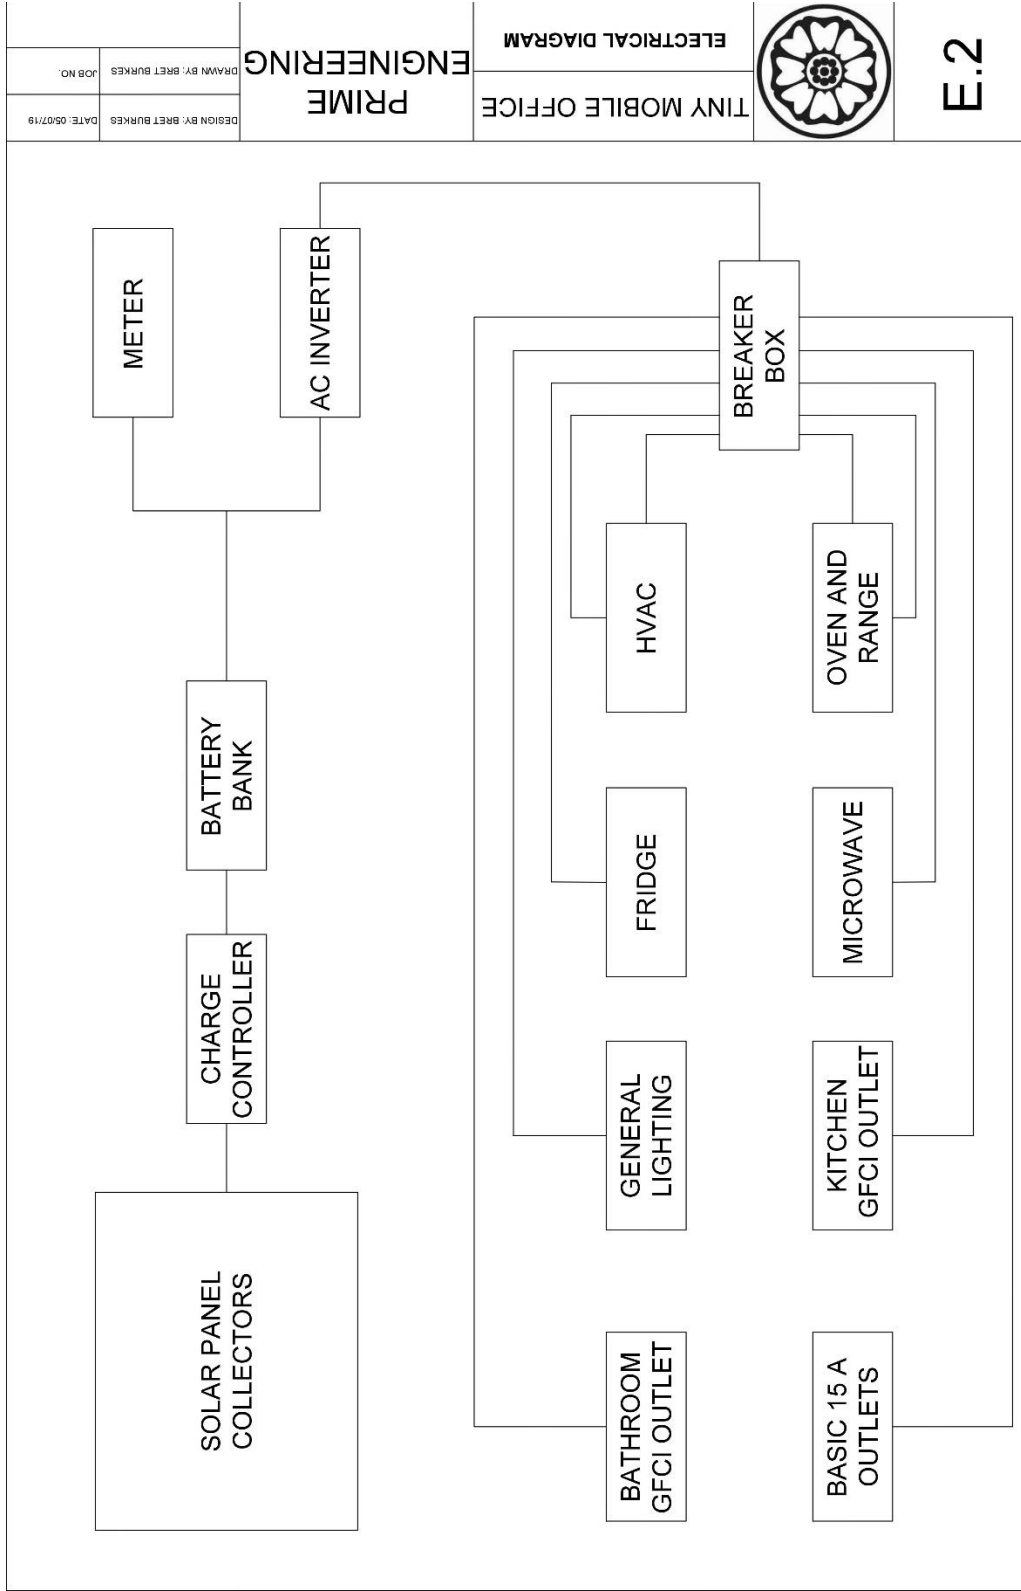 SOLAR PANEL
COLLECTORS
CHARGE
CONTROLLER
BATTERY
BANK
METER
AC INVERTER
BATHROOM
GFCI OUTLET
GENERAL
LIGHTING
FRIDGE
HVAC
BREAKER
BOX
BASIC 15 A
OUTLETS
KITCHEN
GFCI OUTLET
MICROWAVE
OVEN AND
RANGE
E.2
TINY MOBILE OFFICE
ELECTRICAL DIAGRAM
PRIME
ENGINEERING
DESIGN BY: BRET BURKES
DATE: 05/07/19
DRAWN BY: BRET BURKES
JOB NO.